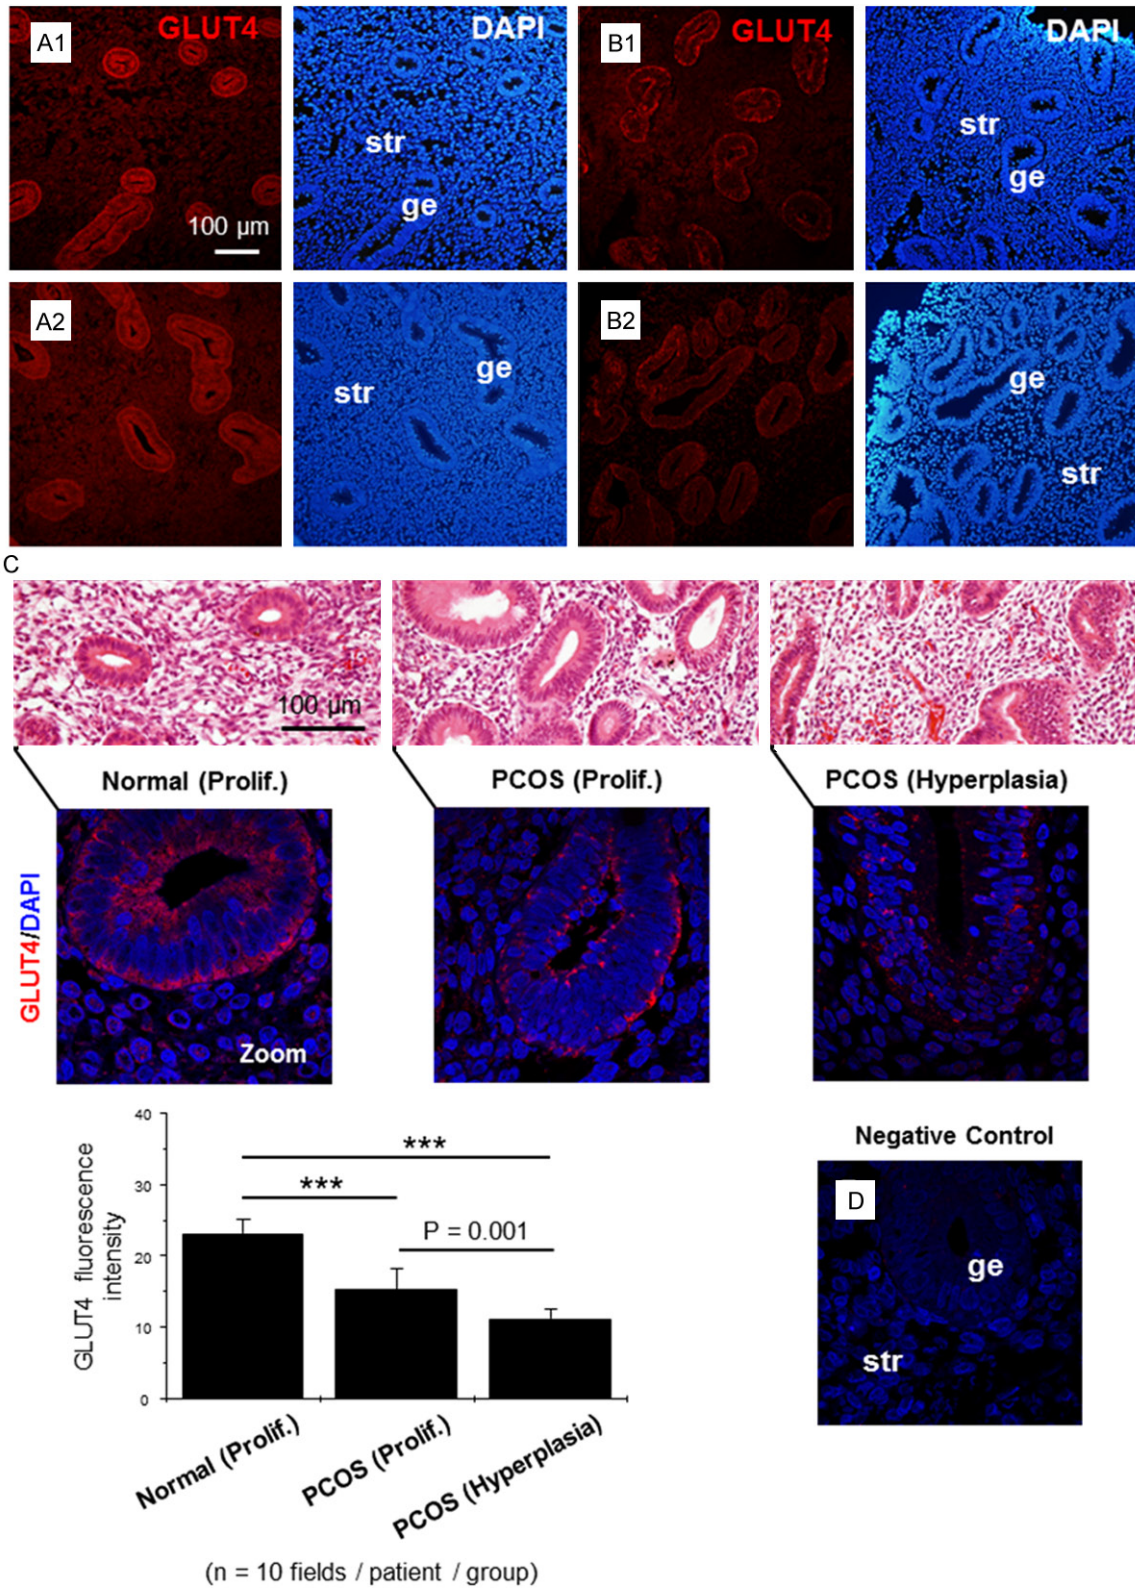 A1
GLUT4
DAPI
B1
GLUT4
DAPI
str
ge
100 µm
str
ge
A2
str
ge
B2
ge
str
C
100 µm
Normal (Prolif.)
PCOS (Prolif.)
PCOS (Hyperplasia)
GLUT4/DAPI
Zoom
GLUT4 fluorescence
intensity
40
30
20
10
0
***
***
P = 0.001
Normal (Prolif.)
PCOS (Prolif.)
PCOS (Hyperplasia)
(n = 10 fields / patient / group)
Negative Control
D
ge
str